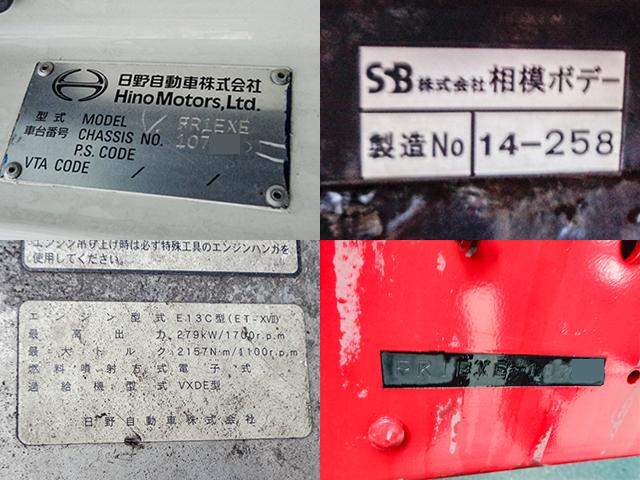 日野自動車株式会社
Hino Motors, Ltd.
型式 MODEL FR1EXE
車台番号 CHASSIS NO. 107
P.S. CODE
VTA CODE / /
SSB 株式会社 相模ボデー
製造No 14-258
エンジン吊り上げ時は必ず特殊工具のエンジンハンガを
使用してください。
エンジン型式 E13C型(ET-XVII)
最高出力 279kW/1700r.p.m
最大トルク 2157N·m/1100r.p.m
燃料噴射方式 電子式
過給機型式 VXDE型
日野自動車株式会社
FR1EXE-107